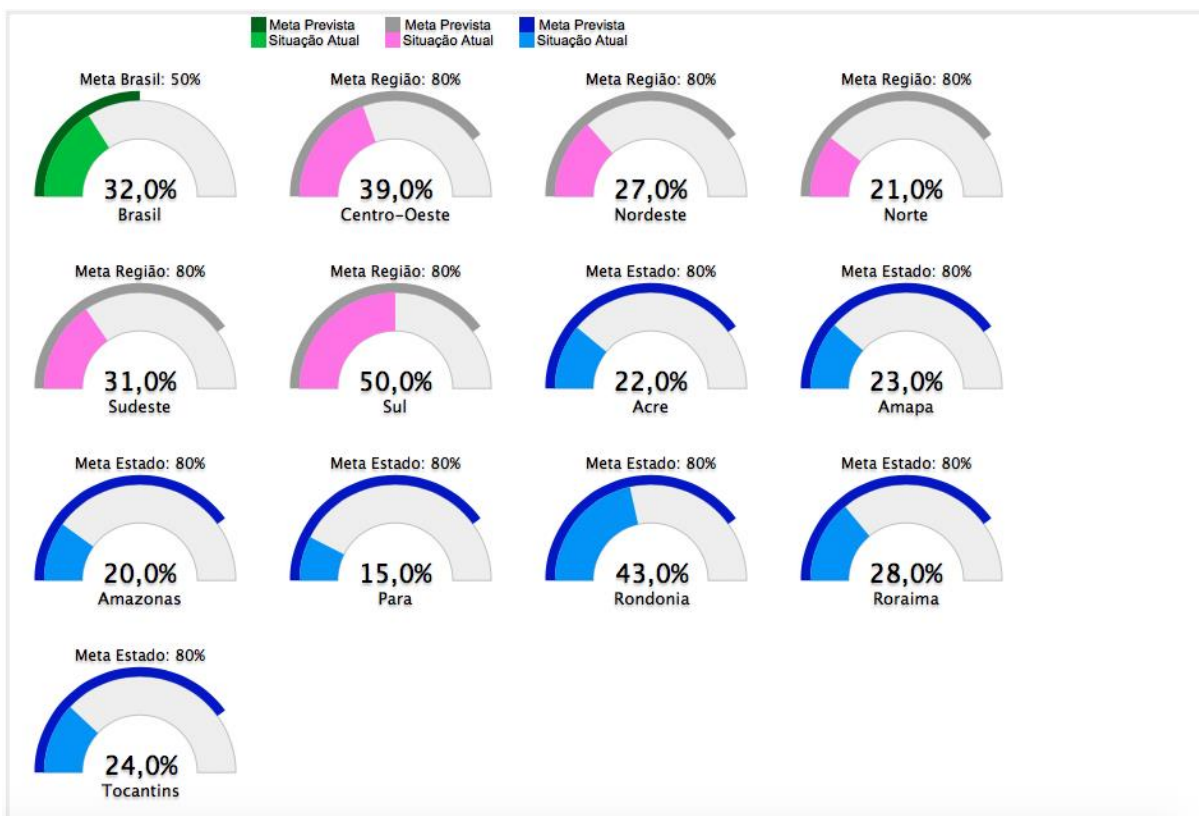 Meta Prevista Meta Prevista Meta Prevista
Situação Atual Situação Atual Situação Atual
Meta Brasil: 50%
32,0%
Brasil
Meta Região: 80%
39,0%
Centro-Oeste
Meta Região: 80%
27,0%
Nordeste
Meta Região: 80%
21,0%
Norte
Meta Região: 80%
31,0%
Sudeste
Meta Região: 80%
50,0%
Sul
Meta Estado: 80%
22,0%
Acre
Meta Estado: 80%
23,0%
Amapa
Meta Estado: 80%
20,0%
Amazonas
Meta Estado: 80%
15,0%
Para
Meta Estado: 80%
43,0%
Rondonia
Meta Estado: 80%
28,0%
Roraima
Meta Estado: 80%
24,0%
Tocantins